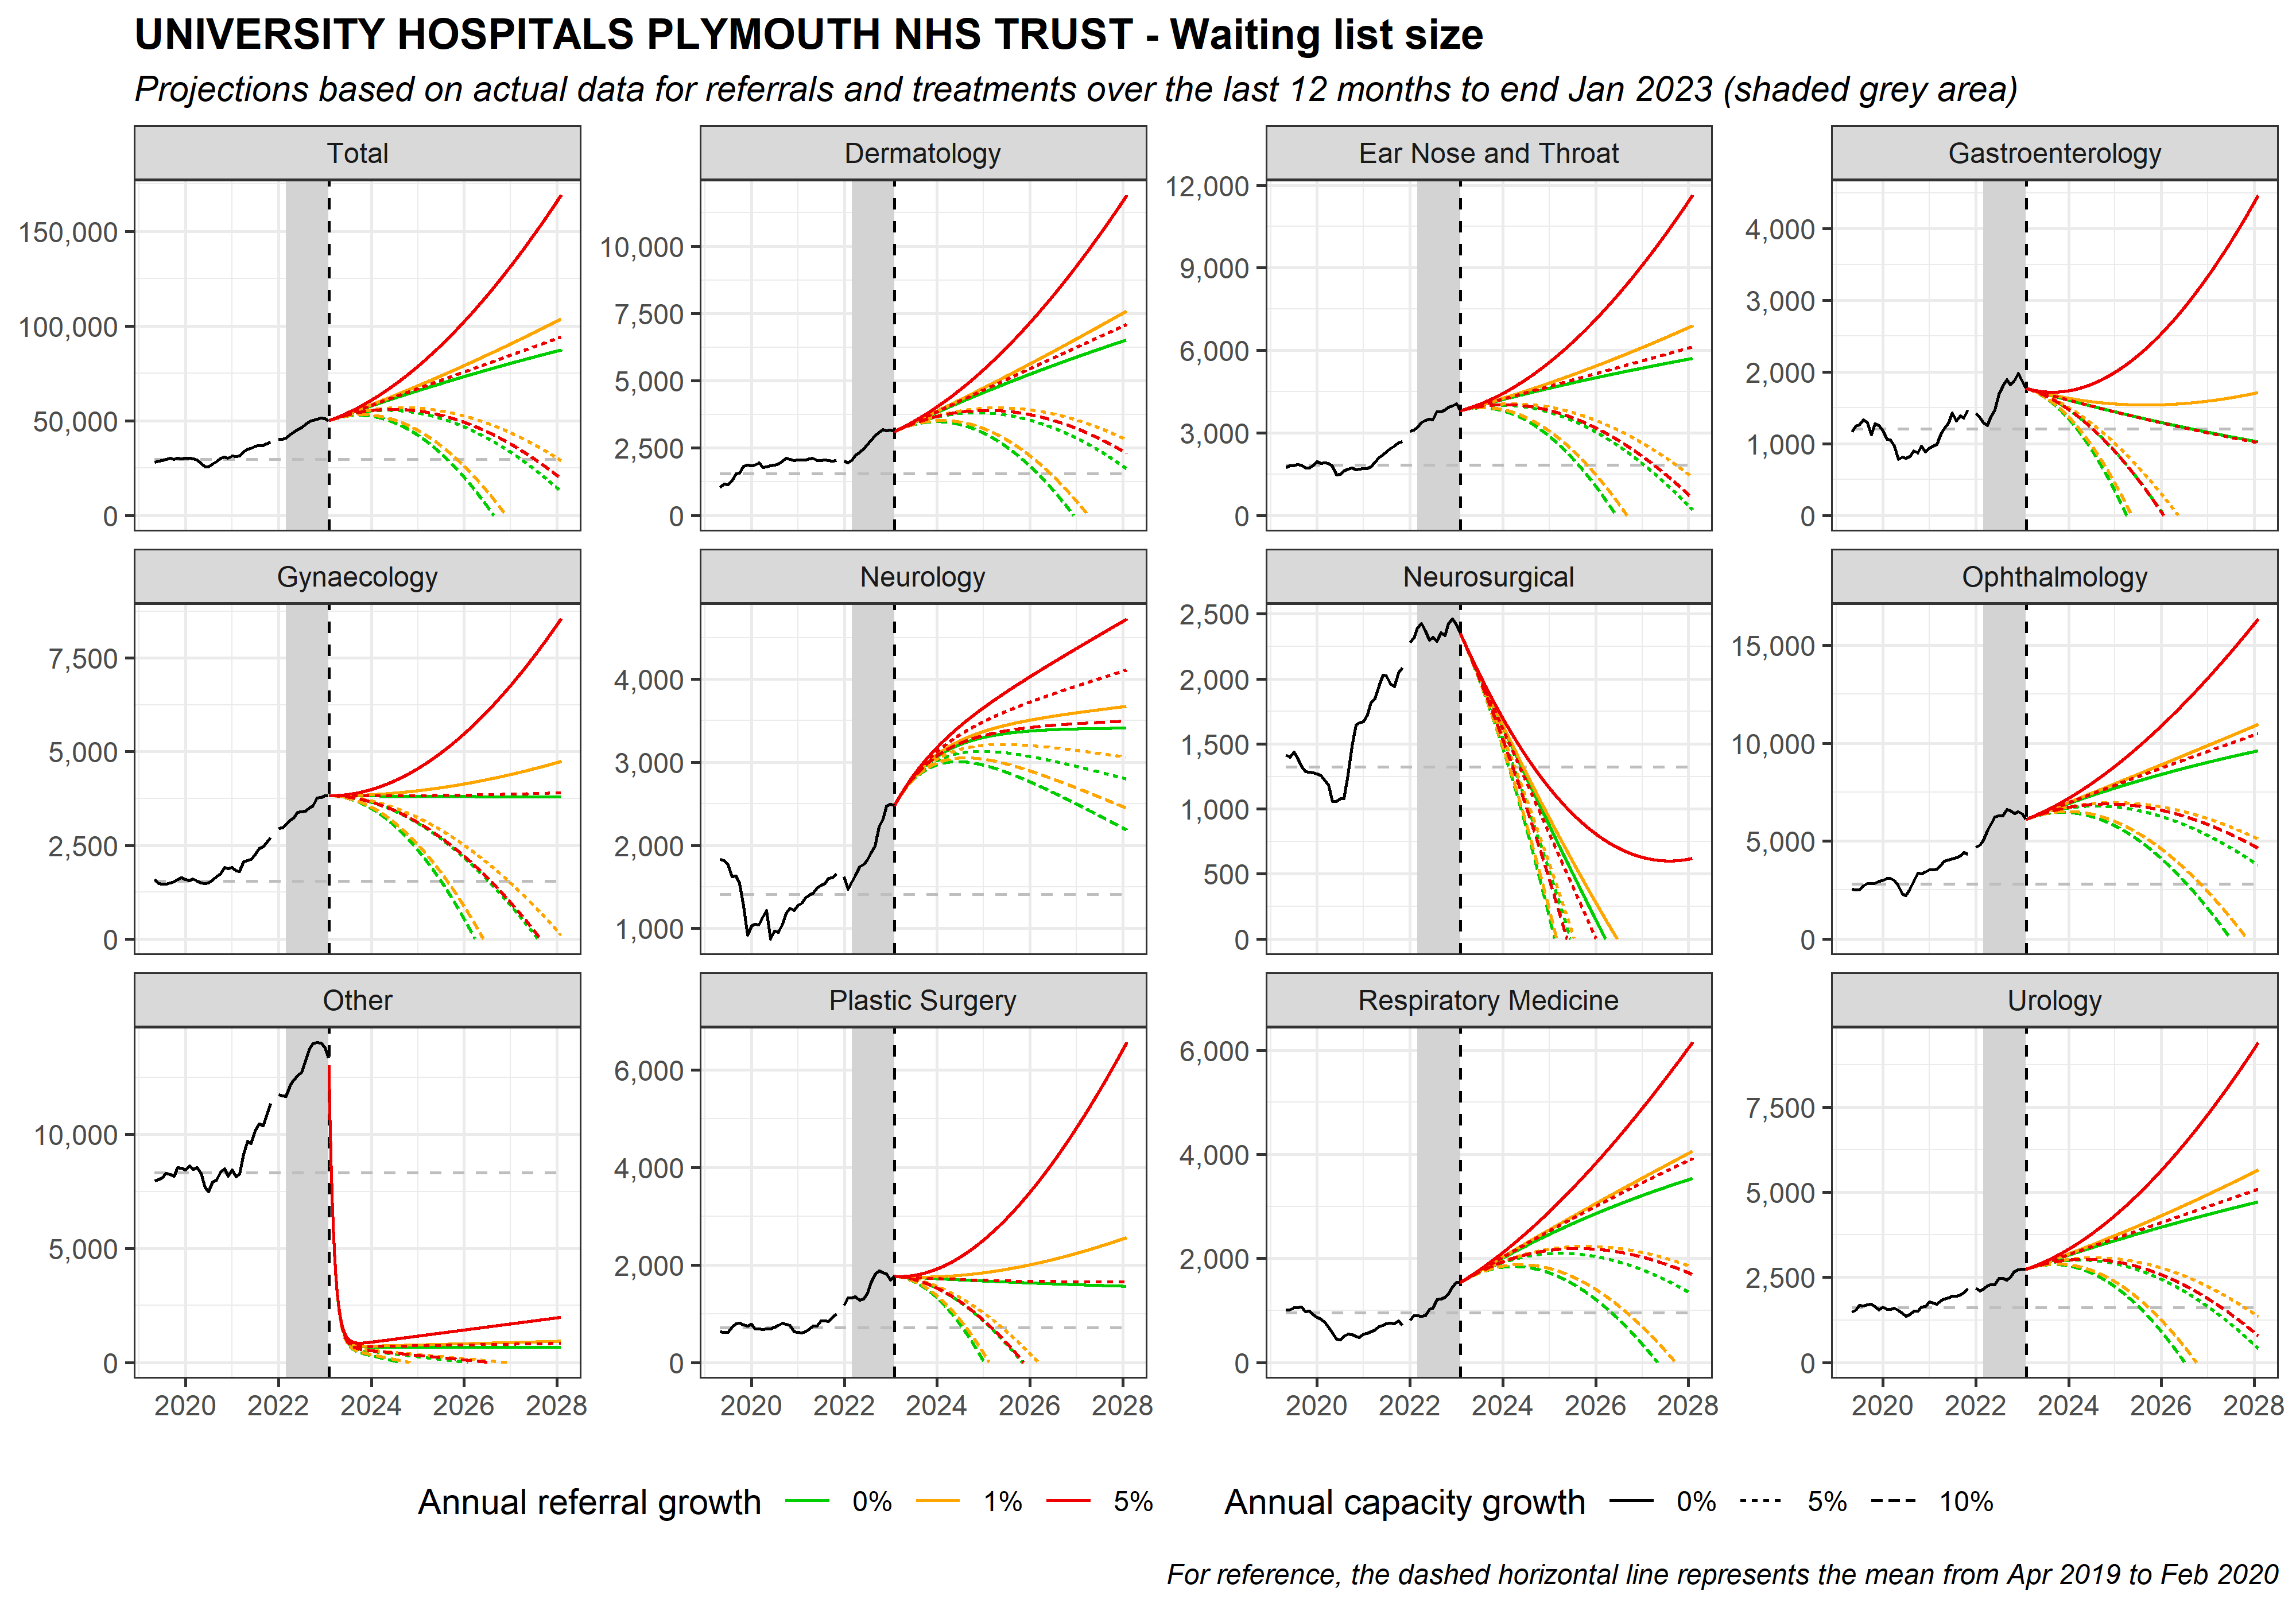 UNIVERSITY HOSPITALS PLYMOUTH NHS TRUST - Waiting list size
Projections based on actual data for referrals and treatments over the last 12 months to end Jan 2023 (shaded grey area)
Total
150,000
100,000
50,000
0
Dermatology
10,000
7,500
5,000
2,500
0
Ear Nose and Throat
12,000
9,000
6,000
3,000
0
Gastroenterology
4,000
3,000
2,000
1,000
0
Gynaecology
7,500
5,000
2,500
0
Neurology
4,000
3,000
2,000
1,000
Neurosurgical
2,500
2,000
1,500
1,000
500
0
Ophthalmology
15,000
10,000
5,000
0
Other
10,000
5,000
0
2020 2022 2024 2026 2028
Plastic Surgery
6,000
4,000
2,000
0
2020 2022 2024 2026 2028
Respiratory Medicine
6,000
4,000
2,000
0
2020 2022 2024 2026 2028
Urology
7,500
5,000
2,500
0
2020 2022 2024 2026 2028
Annual referral growth 0% 1% 5% Annual capacity growth 0% 5% 10%
For reference, the dashed horizontal line represents the mean from Apr 2019 to Feb 2020